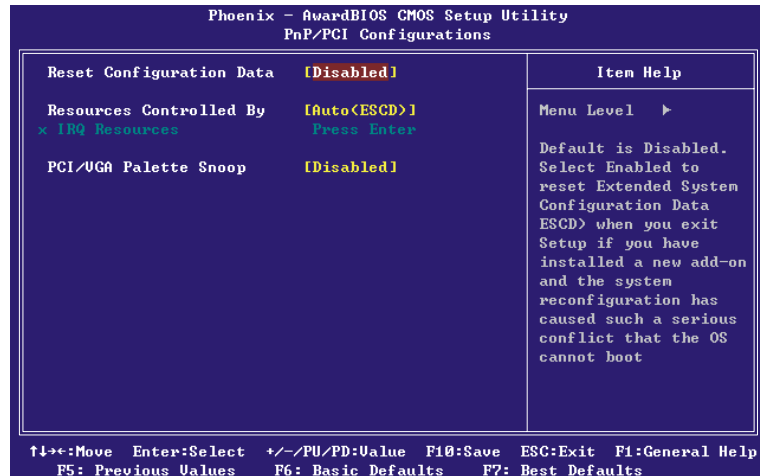 Phoenix - AwardBIOS CMOS Setup Utility
PnP/PCI Configurations
Reset Configuration Data [Disabled]
Resources Controlled By [Auto(ESCD)]
x IRQ Resources Press Enter
PCI/VGA Palette Snoop [Disabled]
Item Help
Menu Level ▶
Default is Disabled.
Select Enabled to
reset Extended System
Configuration Data
ESCD) when you exit
Setup if you have
installed a new add-on
and the system
reconfiguration has
caused such a serious
conflict that the OS
cannot boot
↑↓→←:Move Enter:Select +/-/PU/PD:Value F10:Save ESC:Exit F1:General Help
F5: Previous Values F6: Basic Defaults F7: Best Defaults